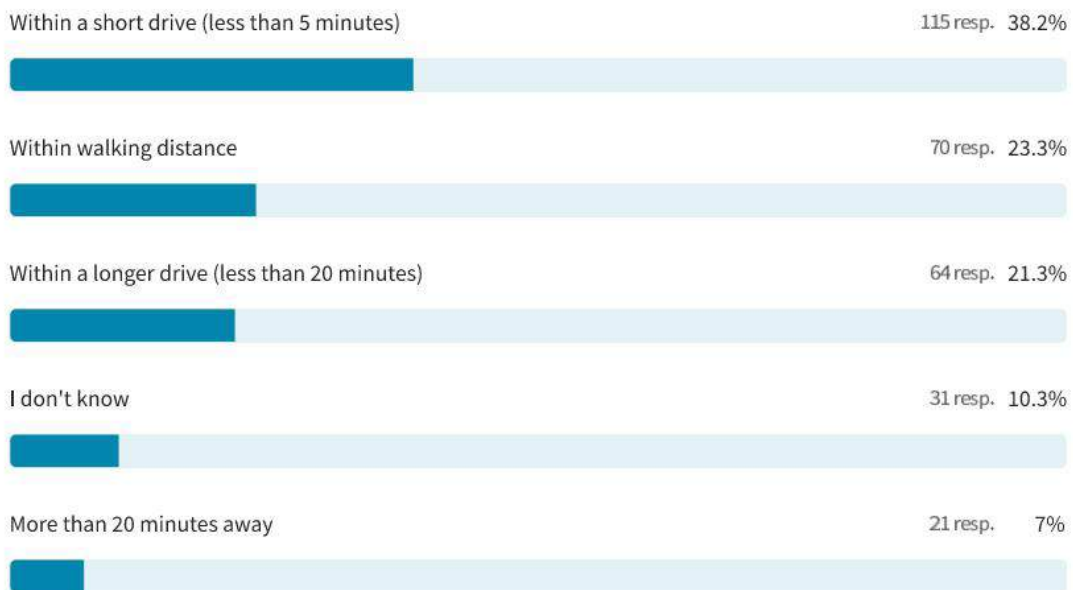 Within a short drive (less than 5 minutes) 115 resp. 38.2%
Within walking distance 70 resp. 23.3%
Within a longer drive (less than 20 minutes) 64 resp. 21.3%
I don't know 31 resp. 10.3%
More than 20 minutes away 21 resp. 7%